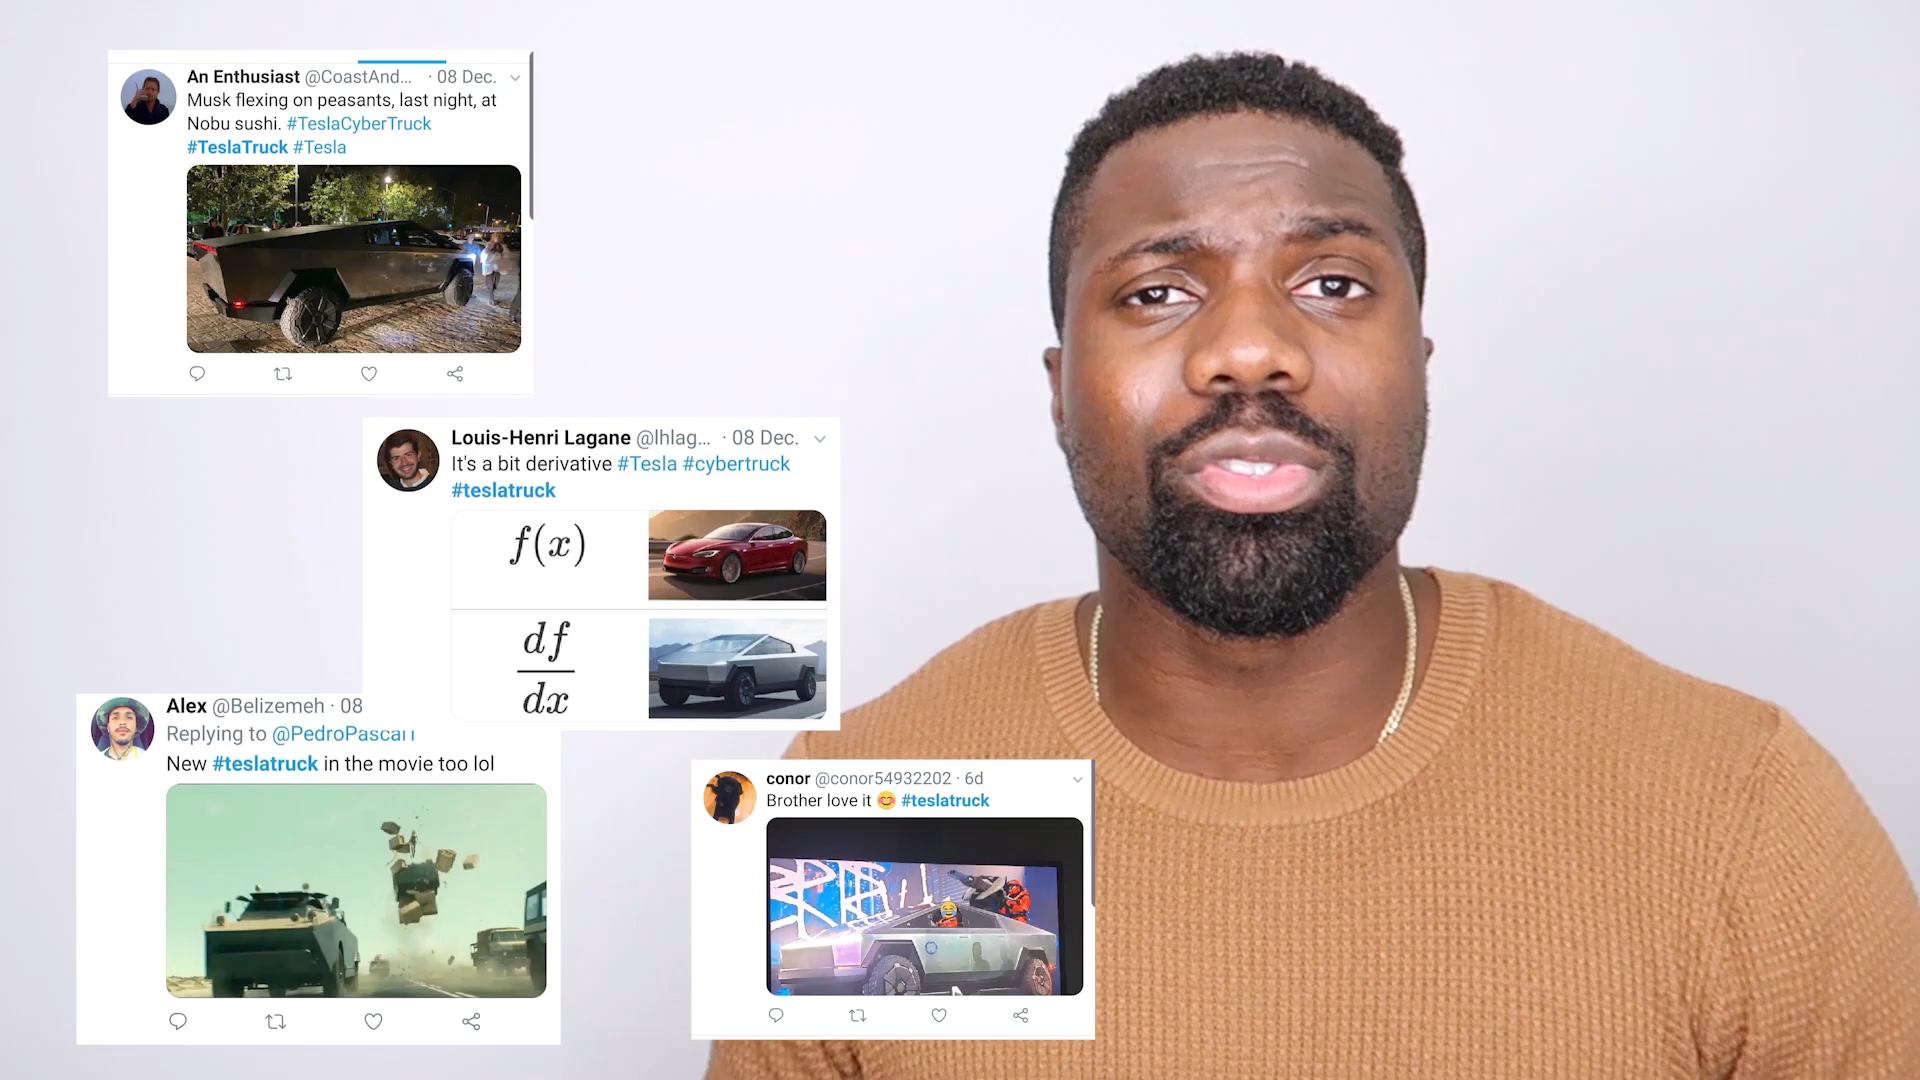 An Enthusiast @CoastAnd... · 08 Dec.
Musk flexing on peasants, last night, at
Nobu sushi. #TeslaCyberTruck
#TeslaTruck #Tesla
Louis-Henri Lagane @lhlag... · 08 Dec.
It's a bit derivative #Tesla #cybertruck
#teslatruck
f(x)
df
dx
Alex @Belizemeh · 08
Replying to @PedroPascal1
New #teslatruck in the movie too lol
conor @conor54932202 · 6d
Brother love it 😊 #teslatruck